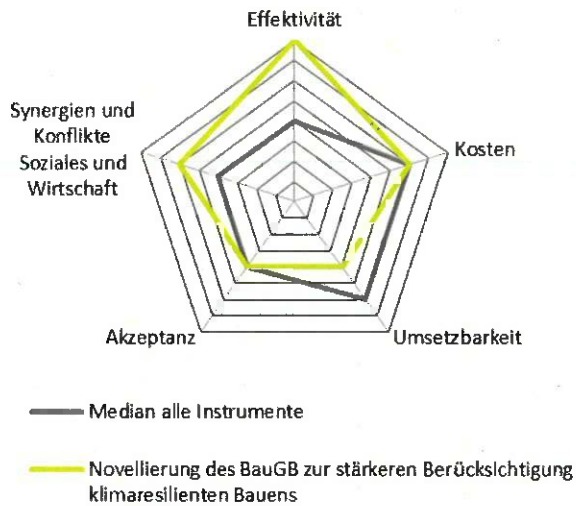 Effektivität
Synergien und
Konflikte
Soziales und
Wirtschaft
Kosten
Akzeptanz
Umsetzbarkeit
Median alle Instrumente
Novellierung des BauGB zur stärkeren Berücksichtigung
klimaresilienten Bauens